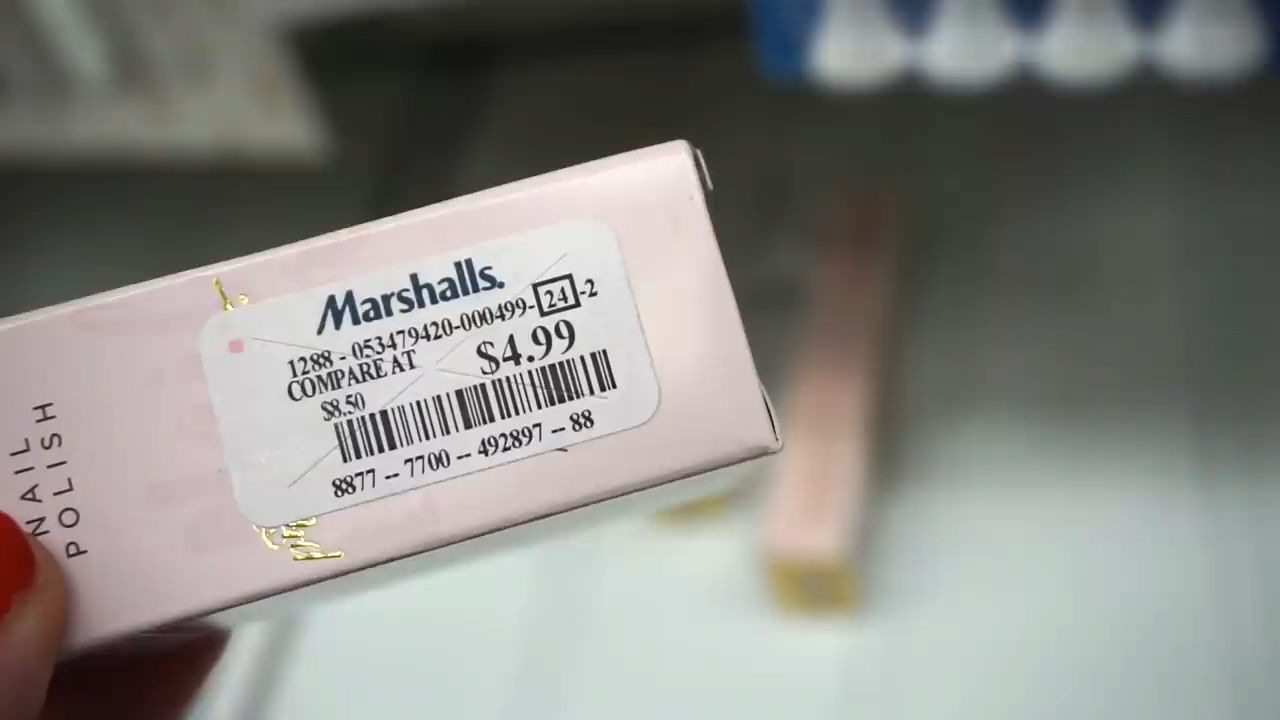 Marshalls.
1288 - 053479420-000499-24-2
COMPARE AT
$4.99
$8.50
8877 -- 7700 -- 492897 -- 88
NAIL
POLISH